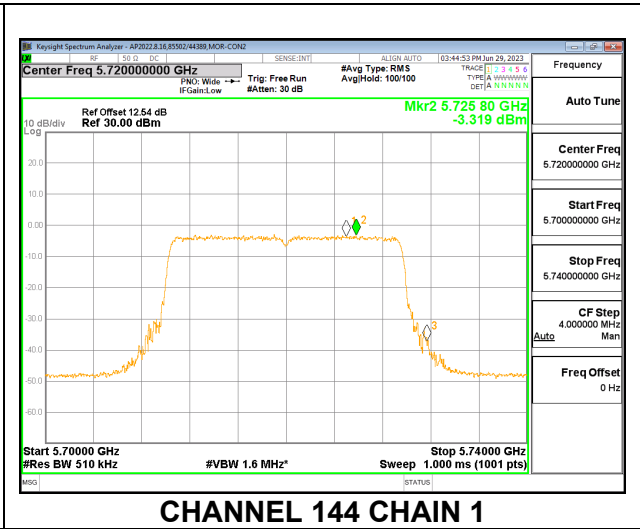 Keysight Spectrum Analyzer - AP2022.8.16,85502/44389,MOR-CON2
RF 50 Ω DC SENSE:INT ALIGN AUTO 03:44:53 PM Jun 29, 2023
Center Freq 5.720000000 GHz
PNO: Wide
IFGain:Low
Trig: Free Run
#Atten: 30 dB
#Avg Type: RMS
Avg|Hold: 100/100
TRACE 1 2 3 4 5 6
TYPE A WWWWW
DET A N N N N N
Frequency
Auto Tune
Center Freq
5.720000000 GHz
Start Freq
5.700000000 GHz
Stop Freq
5.740000000 GHz
CF Step
4.000000 MHz
Auto Man
Freq Offset
0 Hz
Mkr2 5.725 80 GHz
-3.319 dBm
Ref Offset 12.54 dB
10 dB/div Ref 30.00 dBm
Log
20.0
10.0
0.00
-10.0
-20.0
-30.0
-40.0
-50.0
-60.0
1 2
3
Start 5.70000 GHz Stop 5.74000 GHz
#Res BW 510 kHz #VBW 1.6 MHz* Sweep 1.000 ms (1001 pts)
MSG STATUS
CHANNEL 144 CHAIN 1